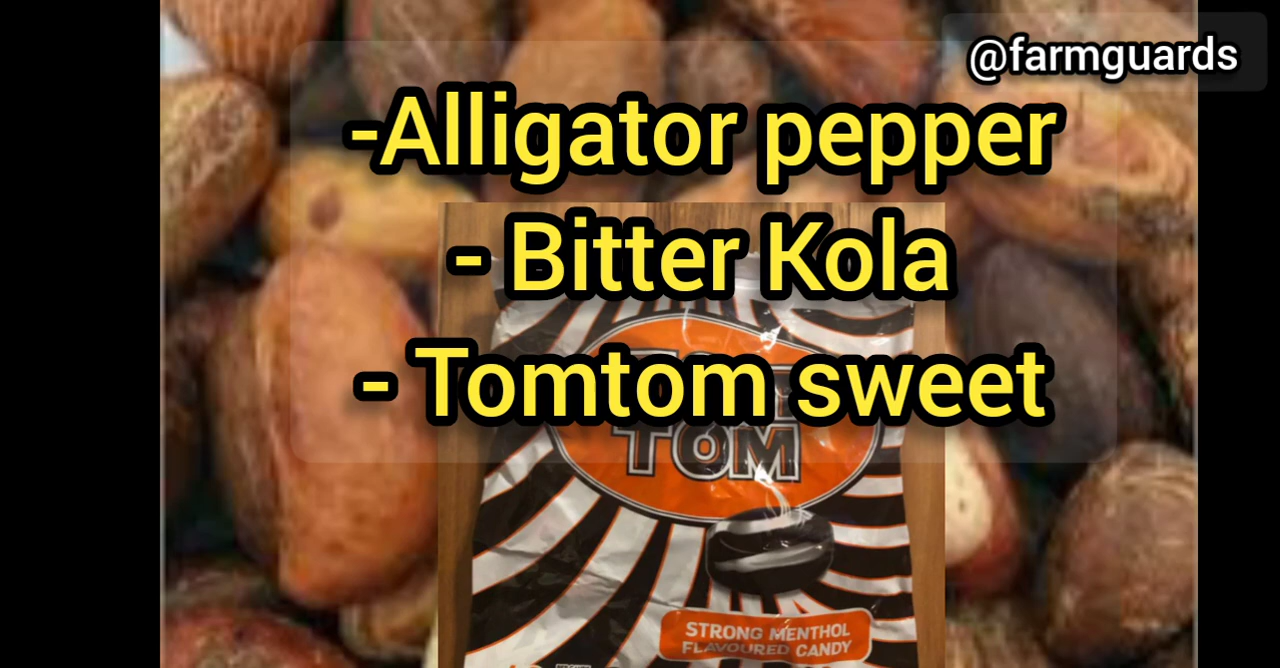 @farmguards
-Alligator pepper
- Bitter Kola
- Tomtom sweet
TOM
STRONG MENTHOL
FLAVOURED CANDY